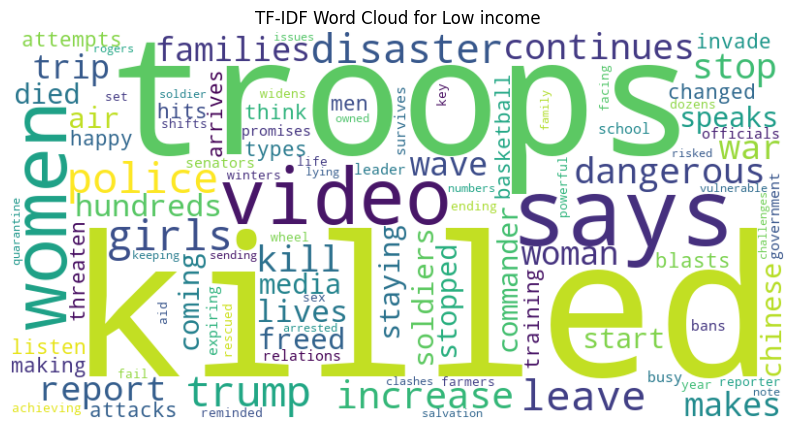 TF-IDF Word Cloud for Low income
attempts rogers families disaster issues continues invade
trip troops stop
died set soldier hits shifts widens arrives think men owned survives key basketball family facing dozens changed
air promises school speaks
happy types officials
women senators life lying leader wave powerful risked war
police winters video numbers dangerous vulnerable
hundreds ending says government
quarantine threaten girls wheel commander woman challenges
killed keeping sending kill staying soldiers stopped training blasts chinese
coming media sex lives
aid expiring rescued arrested freed start bans
listen relations
making fail
report clashes farmers busy year reporter
achieving attacks trump increase leave makes note
reminded salvation